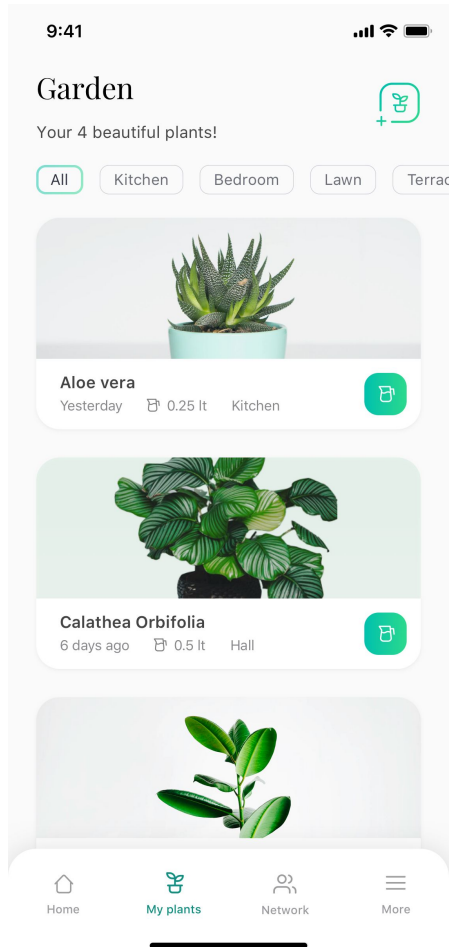 9:41
Garden
Your 4 beautiful plants!
All Kitchen Bedroom Lawn Terrac
Aloe vera
Yesterday 0.25 lt Kitchen
Calathea Orbifolia
6 days ago 0.5 lt Hall
Home My plants Network More